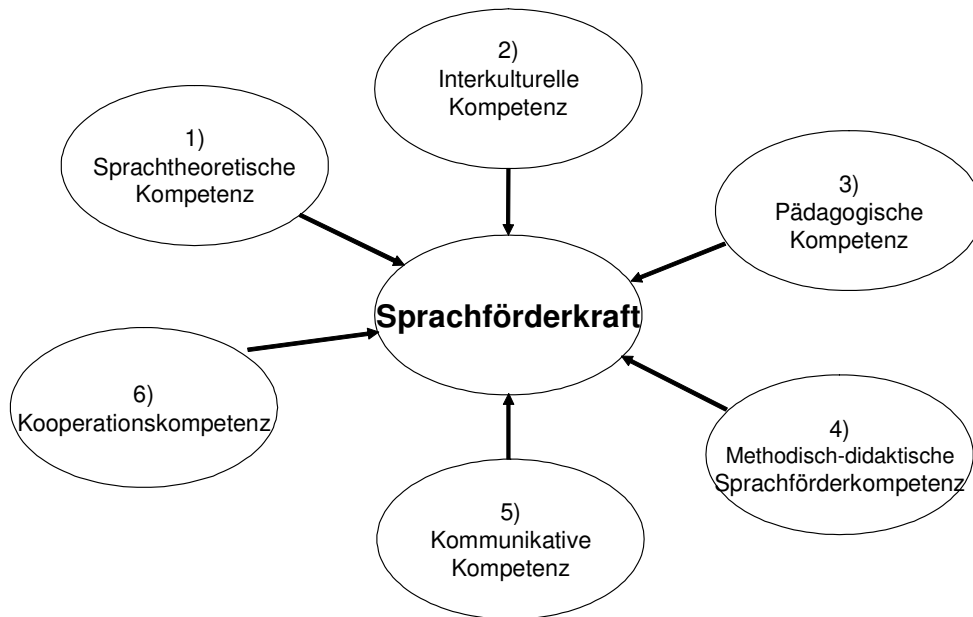 1)
Sprachtheoretische
Kompetenz
2)
Interkulturelle
Kompetenz
3)
Pädagogische
Kompetenz
Sprachförderkraft
6)
Kooperationskompetenz
5)
Kommunikative
Kompetenz
4)
Methodisch-didaktische
Sprachförderkompetenz